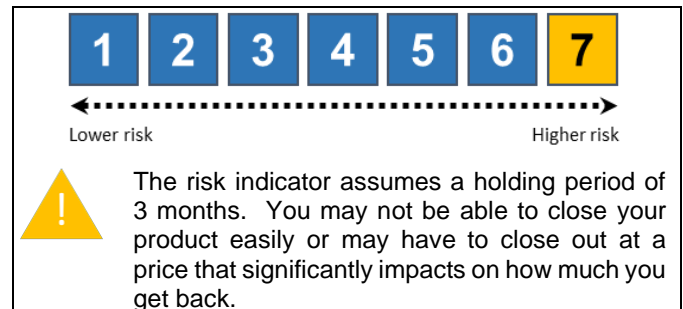 1 2 3 4 5 6 7
Lower risk Higher risk
!
The risk indicator assumes a holding period of
3 months. You may not be able to close your
product easily or may have to close out at a
price that significantly impacts on how much you
get back.